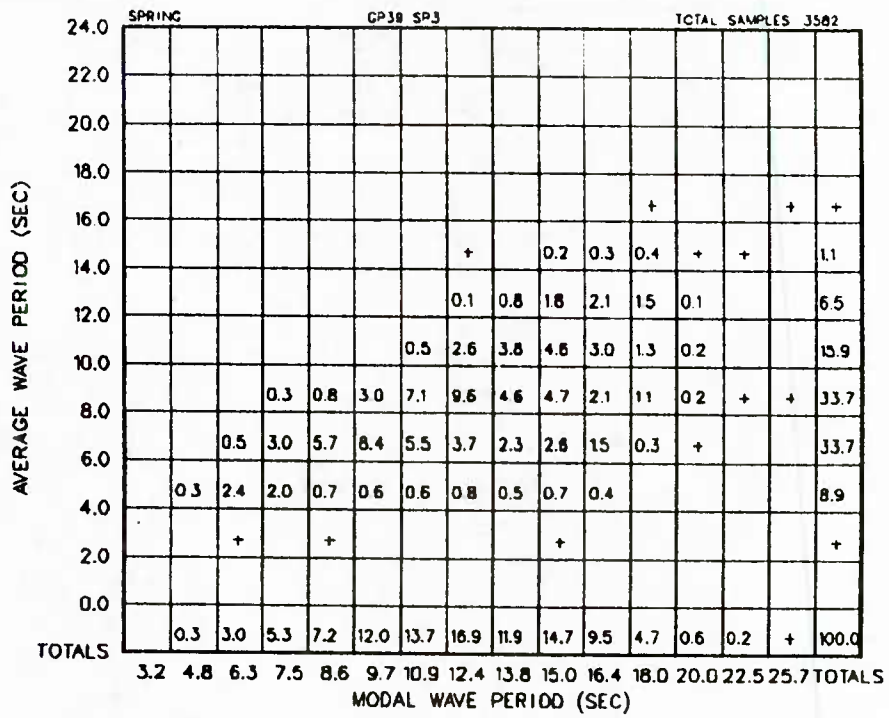 SPRING GP39 SP3 TOTAL SAMPLES 3582
24.0
22.0
20.0
18.0
16.0 + + +
14.0 + 0.2 0.3 0.4 + + 1.1
12.0 0.1 0.8 1.8 2.1 1.5 0.1 6.5
10.0 0.5 2.6 3.8 4.6 3.0 1.3 0.2 15.9
8.0 0.3 0.8 3.0 7.1 9.6 4.6 4.7 2.1 1.1 0.2 + + 33.7
6.0 0.5 3.0 5.7 8.4 5.5 3.7 2.3 2.6 1.5 0.3 + 33.7
4.0 0.3 2.4 2.0 0.7 0.6 0.6 0.8 0.5 0.7 0.4 8.9
2.0 + + + +
0.0
TOTALS 0.3 3.0 5.3 7.2 12.0 13.7 16.9 11.9 14.7 9.5 4.7 0.6 0.2 + 100.0
3.2 4.8 6.3 7.5 8.6 9.7 10.9 12.4 13.8 15.0 16.4 18.0 20.0 22.5 25.7 TOTALS
MODAL WAVE PERIOD (SEC)
AVERAGE WAVE PERIOD (SEC)